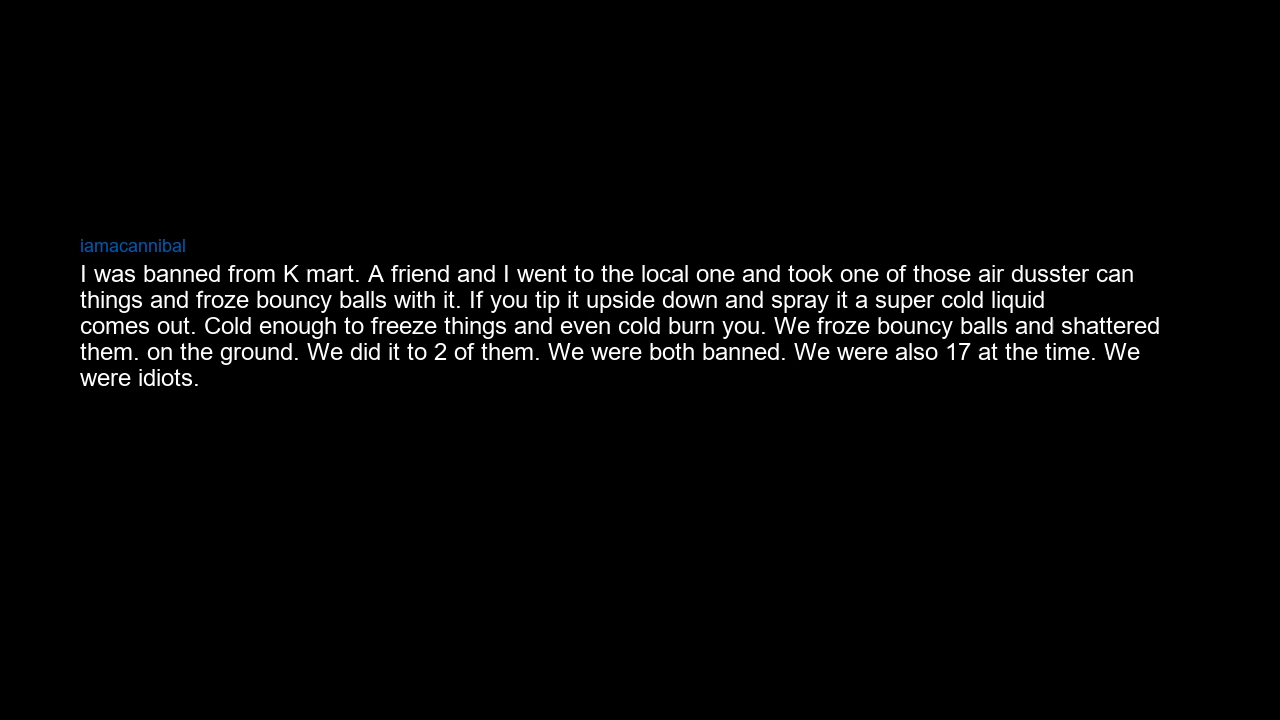 iamacannibal
I was banned from K mart. A friend and I went to the local one and took one of those air dusster can
things and froze bouncy balls with it. If you tip it upside down and spray it a super cold liquid
comes out. Cold enough to freeze things and even cold burn you. We froze bouncy balls and shattered
them. on the ground. We did it to 2 of them. We were both banned. We were also 17 at the time. We
were idiots.